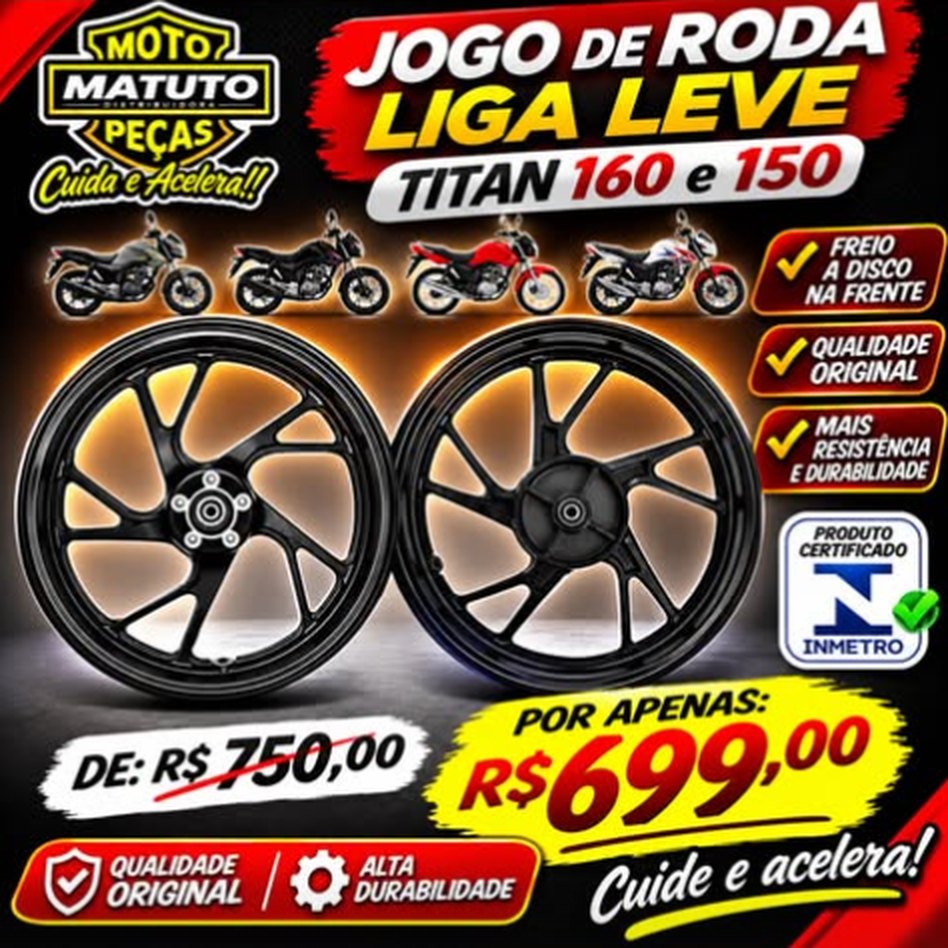 MOTO
MATUTO
DISTRIBUIDORA
PEÇAS
Cuida e Acelera!!
JOGO DE RODA
LIGA LEVE
TITAN 160 e 150
FREIO
A DISCO
NA FRENTE
QUALIDADE
ORIGINAL
MAIS
RESISTÊNCIA
E DURABILIDADE
PRODUTO
CERTIFICADO
INMETRO
DE: R$ 750,00
POR APENAS:
R$699,00
QUALIDADE
ORIGINAL
ALTA
DURABILIDADE
Cuide e acelera!